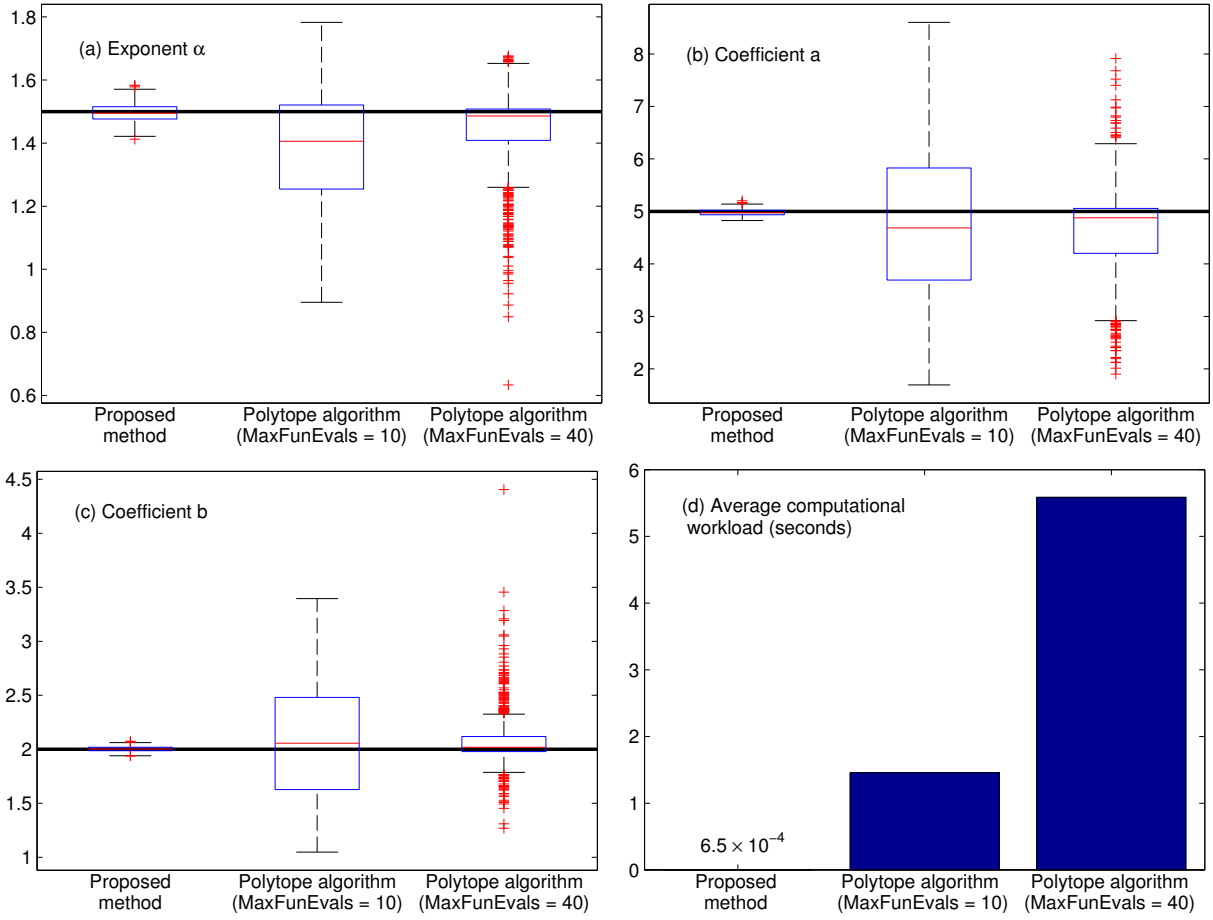 (a) Exponent α
1.8
1.6
1.4
1.2
1
0.8
0.6
Proposed method
Polytope algorithm (MaxFunEvals = 10)
Polytope algorithm (MaxFunEvals = 40)
(b) Coefficient a
8
7
6
5
4
3
2
Proposed method
Polytope algorithm (MaxFunEvals = 10)
Polytope algorithm (MaxFunEvals = 40)
(c) Coefficient b
4.5
4
3.5
3
2.5
2
1.5
1
Proposed method
Polytope algorithm (MaxFunEvals = 10)
Polytope algorithm (MaxFunEvals = 40)
(d) Average computational
workload (seconds)
6
5
4
3
2
1
0
6.5 × 10⁻⁴
Proposed method
Polytope algorithm (MaxFunEvals = 10)
Polytope algorithm (MaxFunEvals = 40)